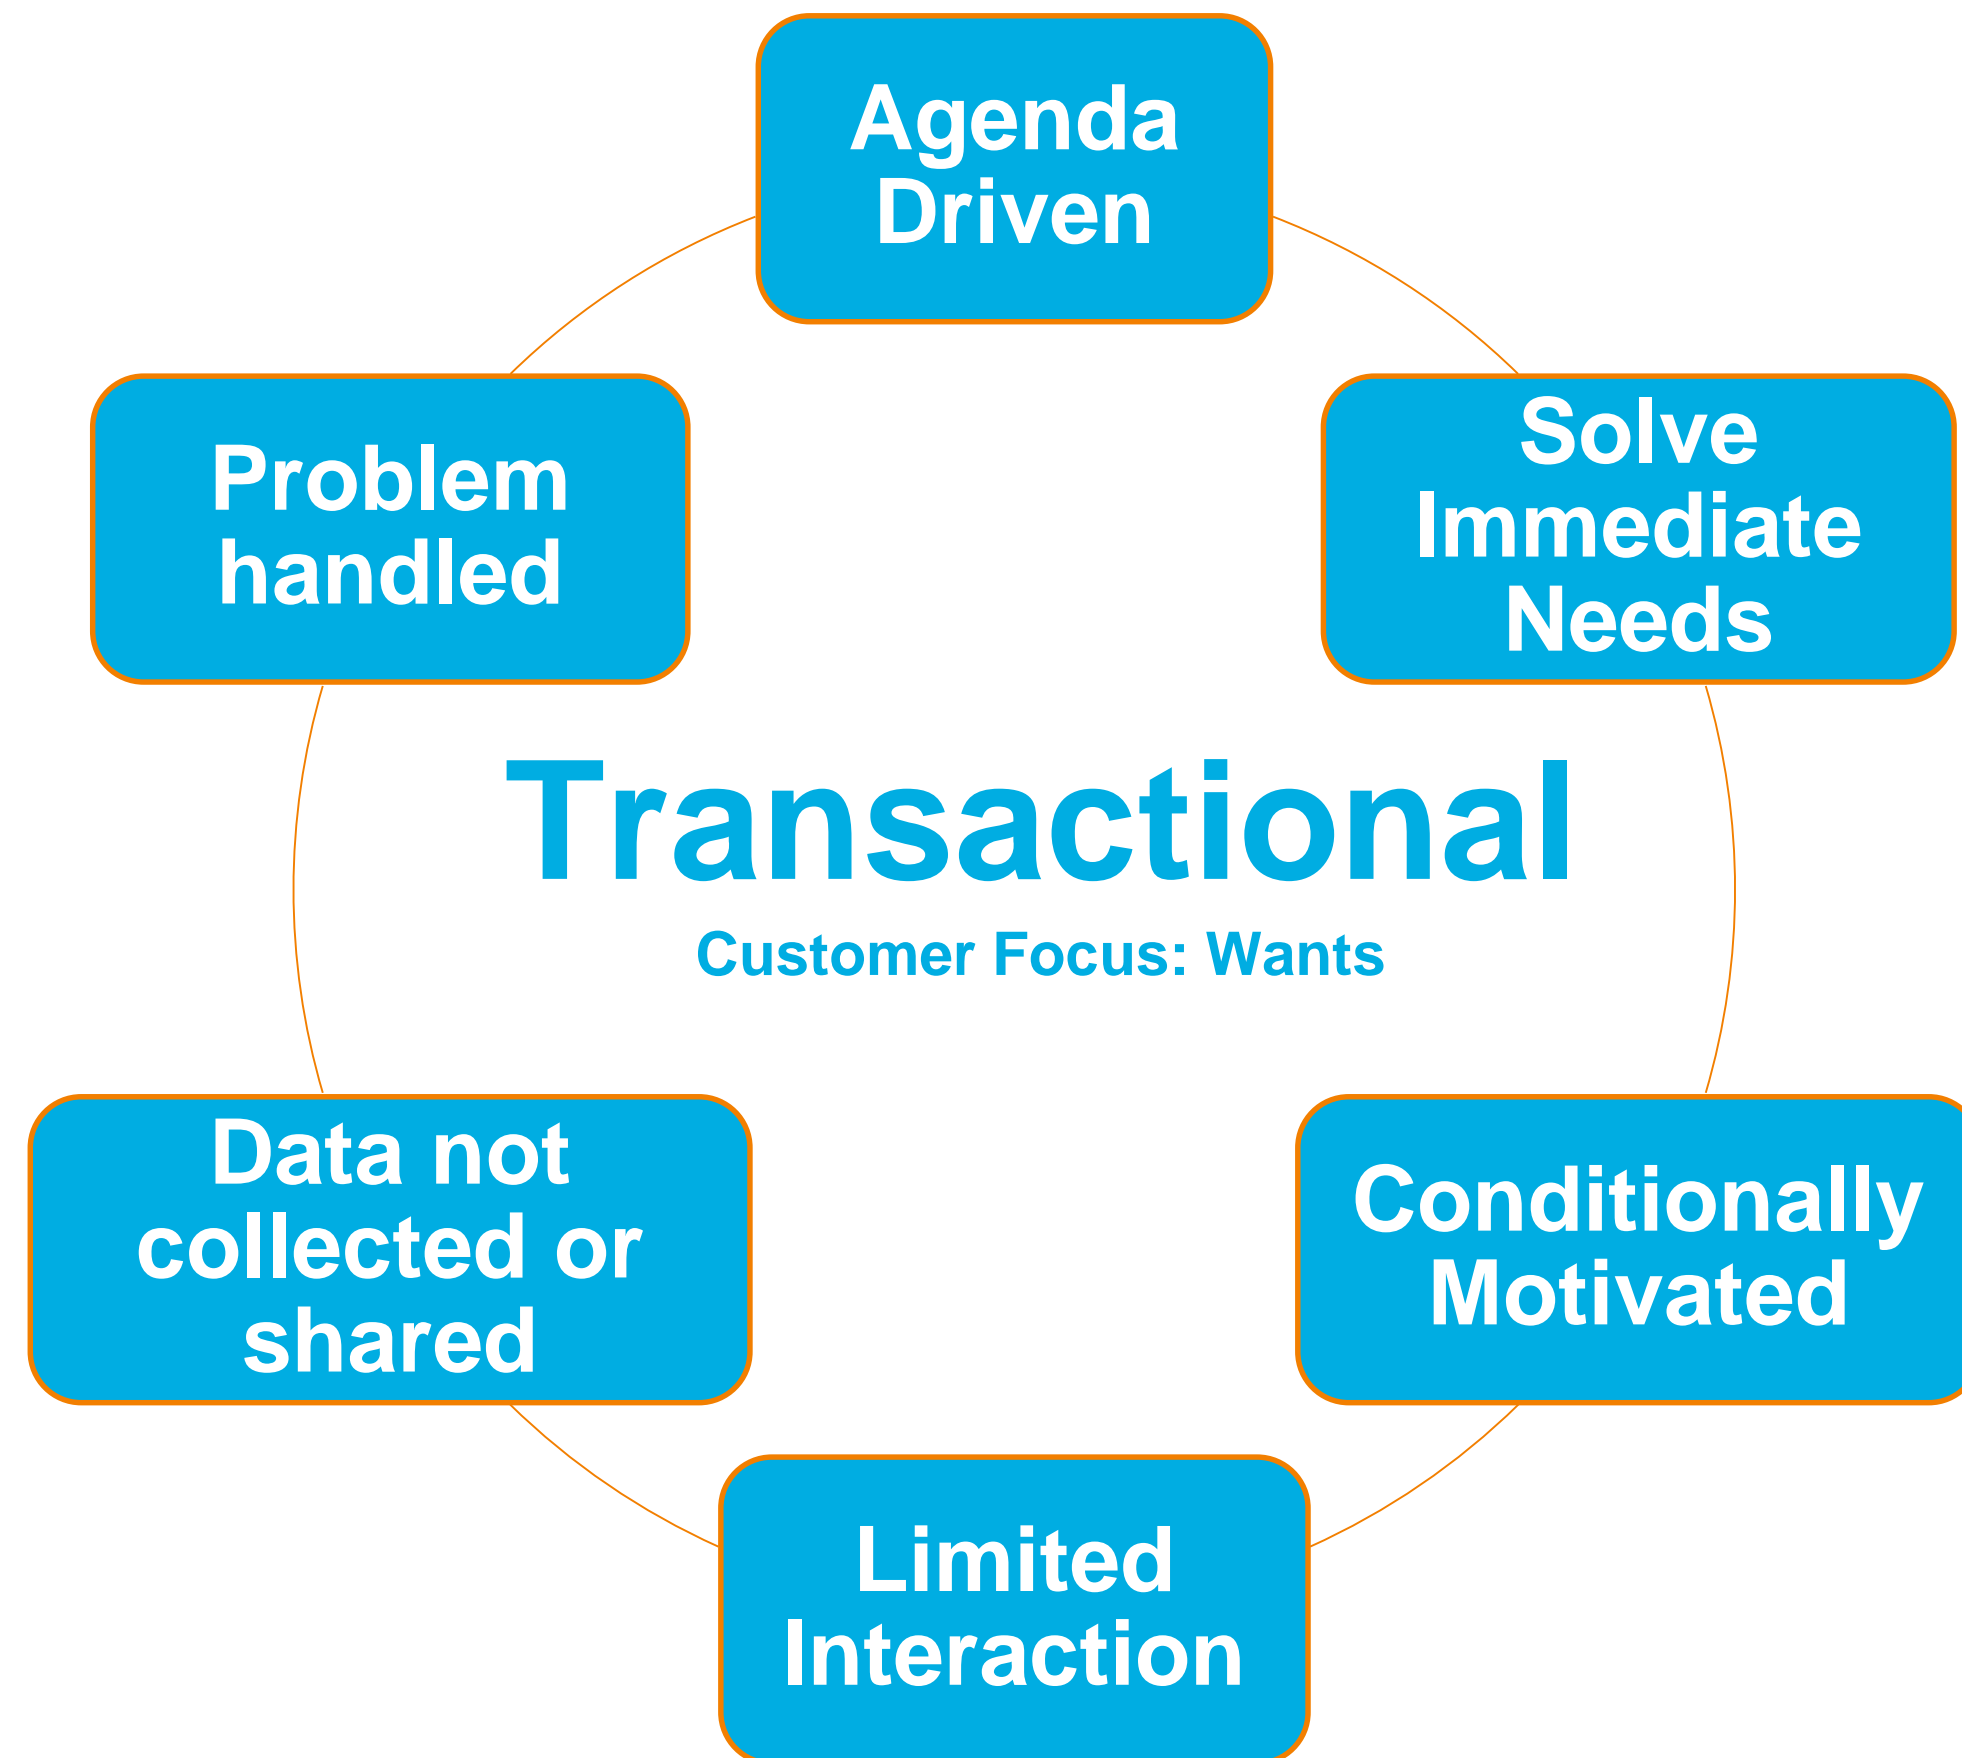 Agenda
Driven
Solve
Immediate
Needs
Conditionally
Motivated
Limited
Interaction
Data not
collected or
shared
Problem
handled
Transactional
Customer Focus: Wants